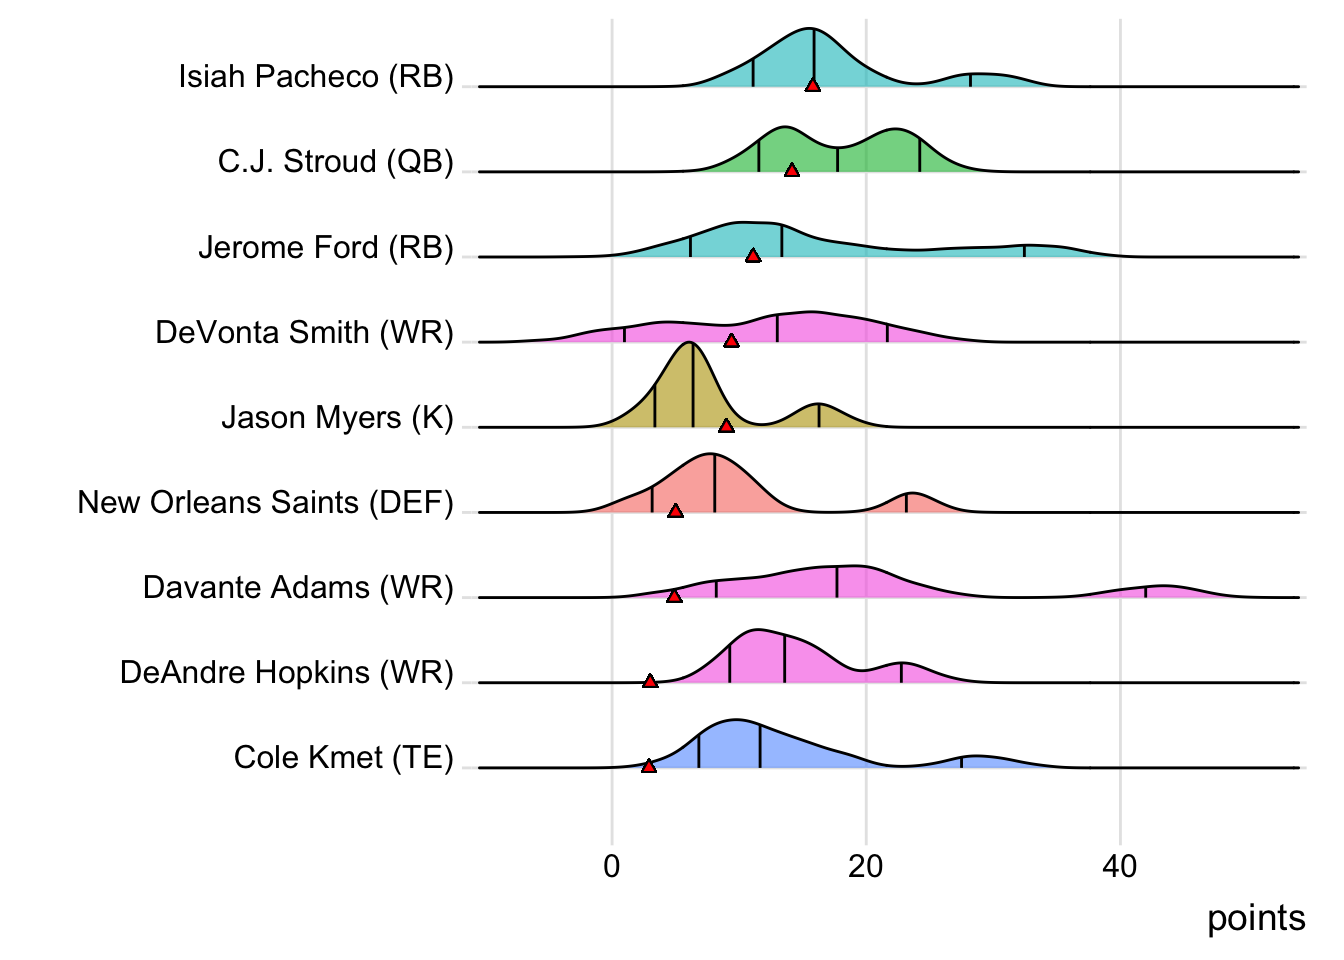 Isiah Pacheco (RB)
C.J. Stroud (QB)
Jerome Ford (RB)
DeVonta Smith (WR)
Jason Myers (K)
New Orleans Saints (DEF)
Davante Adams (WR)
DeAndre Hopkins (WR)
Cole Kmet (TE)
0 20 40
points